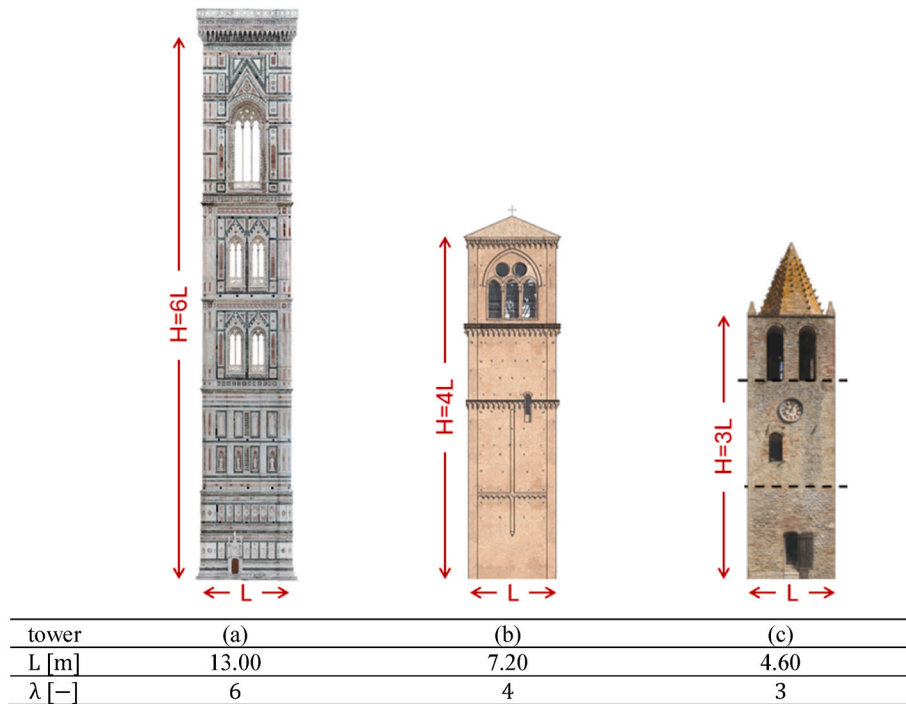 H=6L
H=4L
H=3L
L
L
L
tower (a) (b) (c)
L [m] 13.00 7.20 4.60
λ [−] 6 4 3